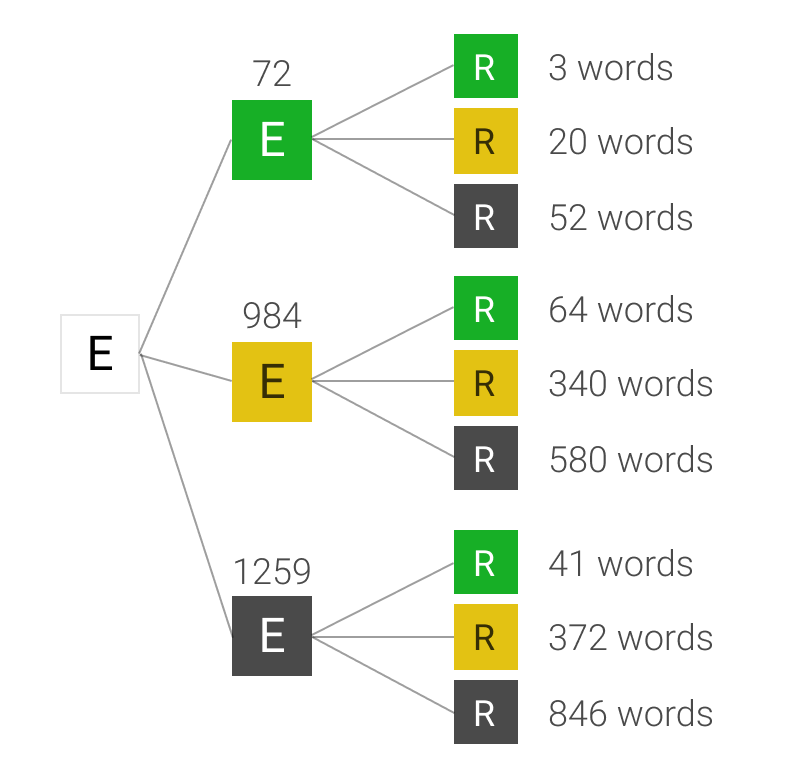 72
E
R 3 words
R 20 words
R 52 words
E
984
E
R 64 words
R 340 words
R 580 words
1259
E
R 41 words
R 372 words
R 846 words